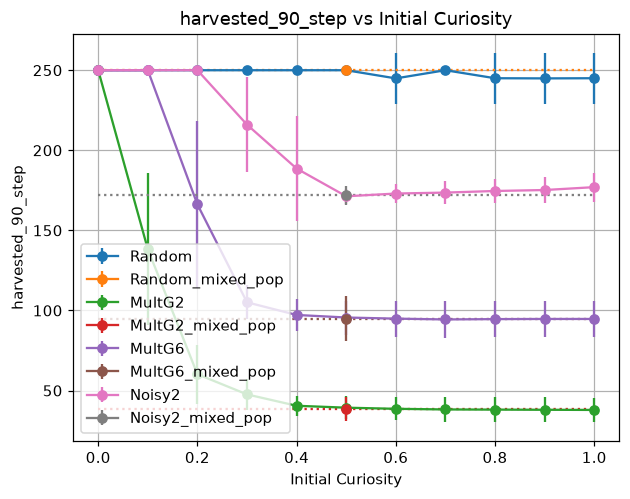 harvested_90_step vs Initial Curiosity
harvested_90_step
250
200
150
100
50
Random
Random_mixed_pop
MultG2
MultG2_mixed_pop
MultG6
MultG6_mixed_pop
Noisy2
Noisy2_mixed_pop
0.0
0.2
0.4
0.6
0.8
1.0
Initial Curiosity